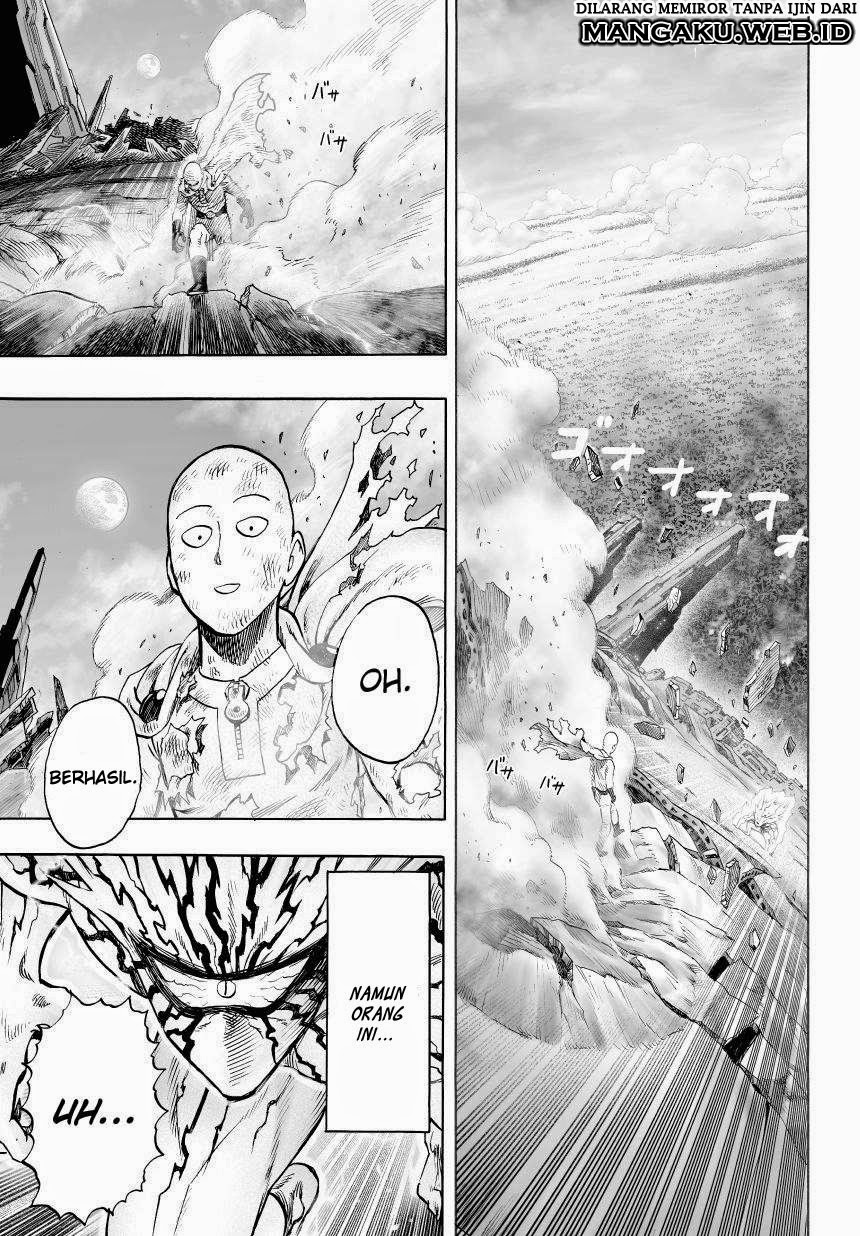 DILARANG MEMIROR TANPA IJIN DARI
MANGAKU.WEB.ID
ゴォオオオオ
バサ
バサ
バサ
バサ
OH.
BERHASIL.
NAMUN
ORANG
INI...
UH...